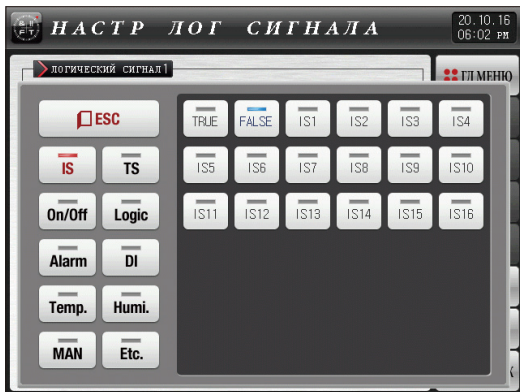 НАСТР ЛОГ СИГНАЛА
20.10.16
06:02 PM
ЛОГИЧЕСКИЙ СИГНАЛ1
ГЛ МЕНЮ
ESC
TRUE FALSE IS1 IS2 IS3 IS4
IS TS
IS5 IS6 IS7 IS8 IS9 IS10
On/Off Logic
IS11 IS12 IS13 IS14 IS15 IS16
Alarm DI
Temp. Humi.
MAN Etc.